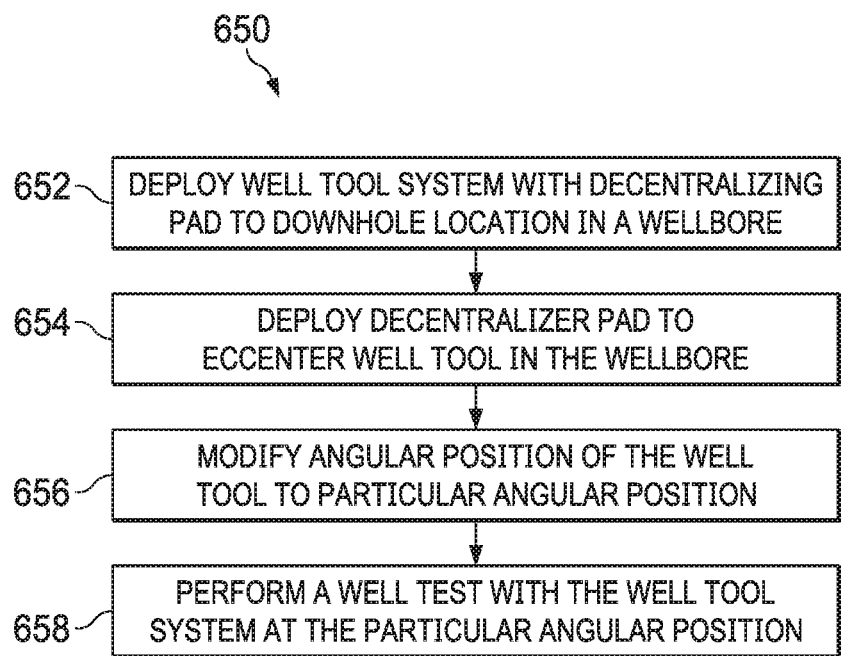 650
652
DEPLOY WELL TOOL SYSTEM WITH DECENTRALIZING
PAD TO DOWNHOLE LOCATION IN A WELLBORE
654
DEPLOY DECENTRALIZER PAD TO
ECCENTER WELL TOOL IN THE WELLBORE
656
MODIFY ANGULAR POSITION OF THE WELL
TOOL TO PARTICULAR ANGULAR POSITION
658
PERFORM A WELL TEST WITH THE WELL TOOL
SYSTEM AT THE PARTICULAR ANGULAR POSITION